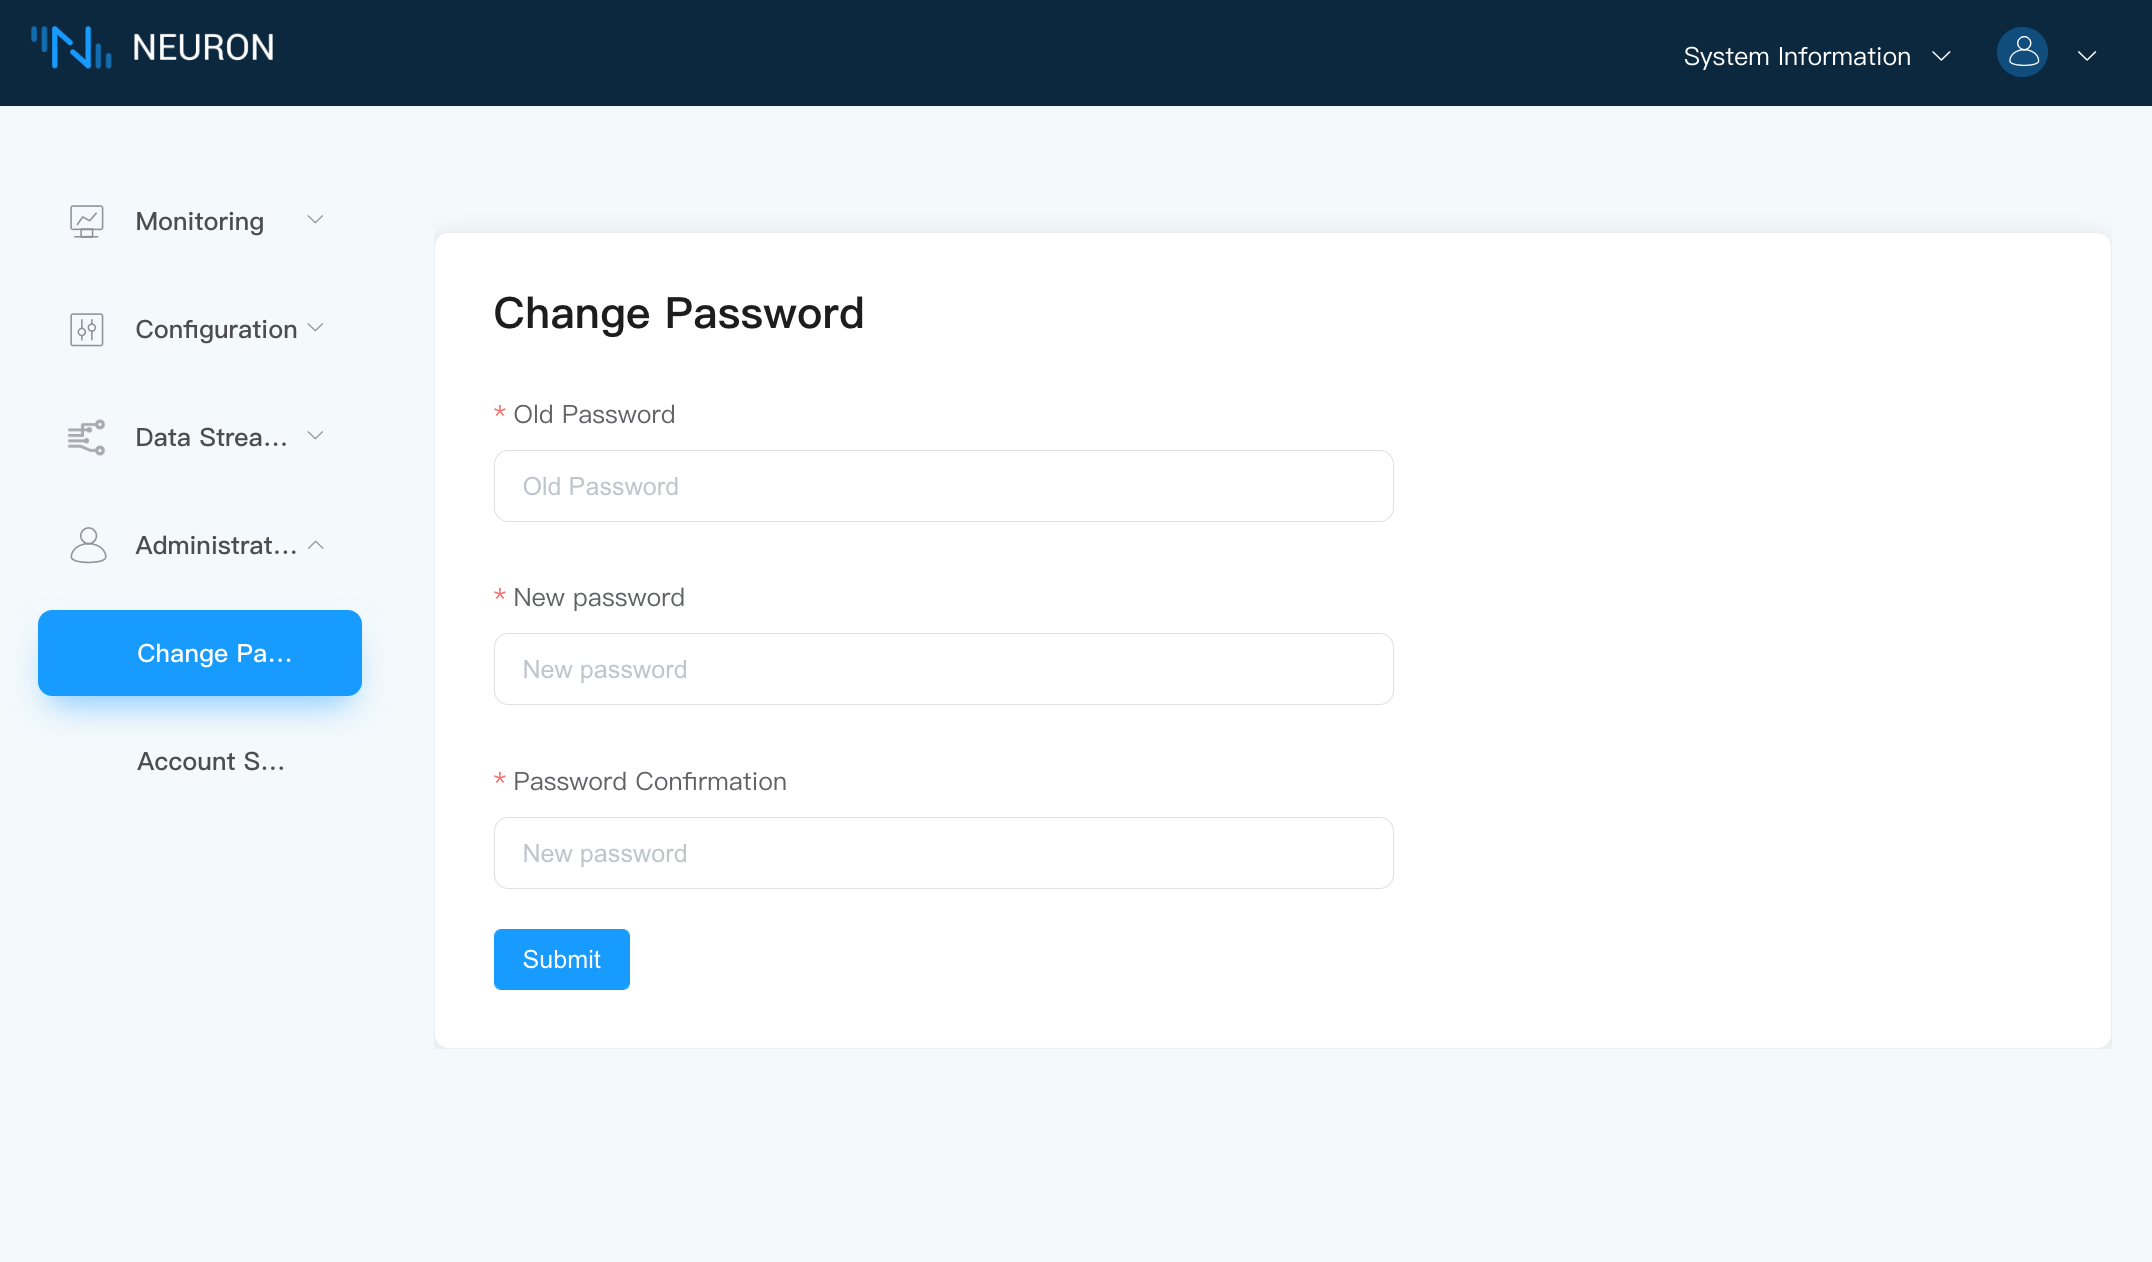 NEURON
System Information
Monitoring
Configuration
Data Strea...
Administrat...
Change Pa...
Account S...
Change Password
* Old Password
Old Password
* New password
New password
* Password Confirmation
New password
Submit